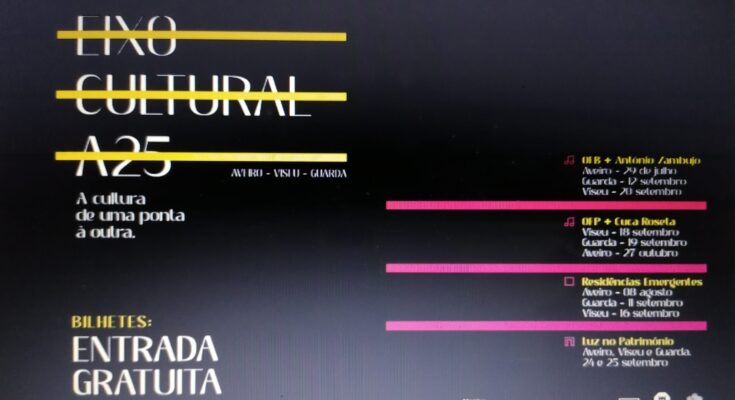 EIXO
CULTURAL
A25
AVEIRO - VISEU - GUARDA
A cultura
de uma ponta
à outra.
BILHETES:
ENTRADA
GRATUITA
OFB + António Zambujo
Aveiro - 29 de julho
Guarda - 12 setembro
Viseu - 20 setembro
OFP + Cuca Roseta
Viseu - 18 setembro
Guarda - 19 setembro
Aveiro - 27 outubro
Residências Emergentes
Aveiro - 08 agosto
Guarda - 11 setembro
Viseu - 16 setembro
Luz no Património
Aveiro, Viseu e Guarda.
24 e 25 setembro